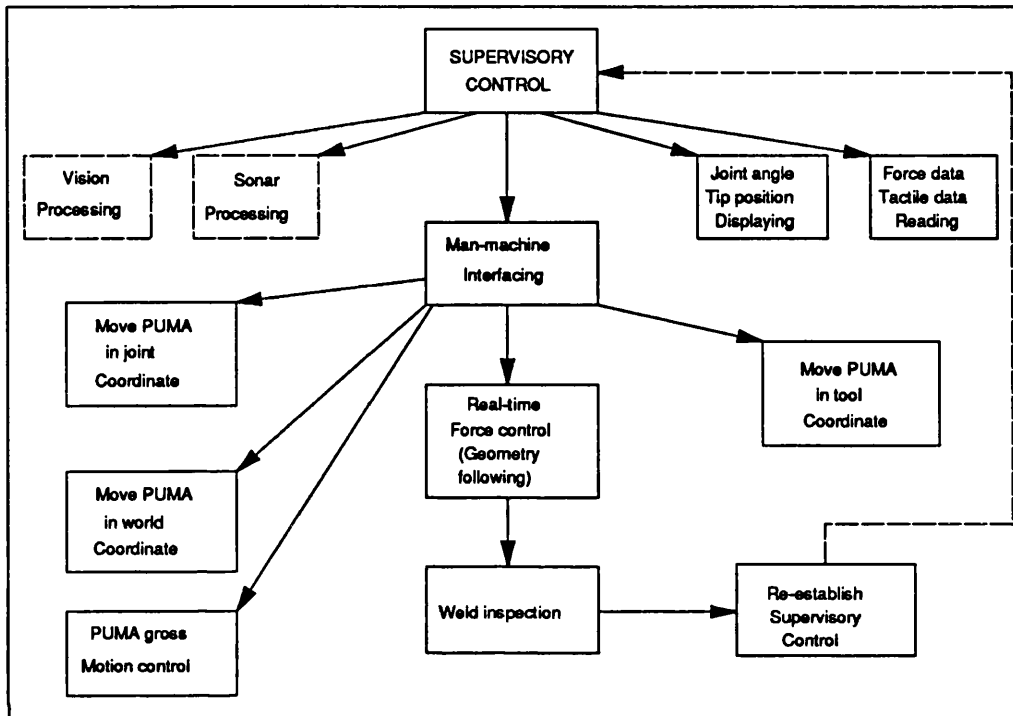 SUPERVISORY
CONTROL
Vision
Processing
Sonar
Processing
Joint angle
Tip position
Displaying
Force data
Tactile data
Reading
Man-machine
Interfacing
Move PUMA
in joint
Coordinate
Real-time
Force control
(Geometry
following)
Move PUMA
in tool
Coordinate
Move PUMA
in world
Coordinate
Weld inspection
Re-establish
Supervisory
Control
PUMA gross
Motion control